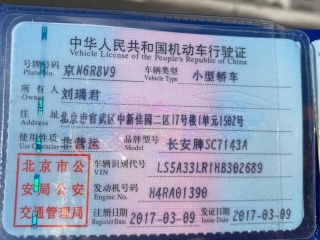 中华人民共和国机动车行驶证
Vehicle License of the People's Republic of China
号牌号码 京N6R8V9 车辆类型 小型轿车
Plate No. Vehicle Type
所有人 刘瓈君
Owner
住址 北京市宣武区中新佳园二区17号楼1单元1502号
Address
使用性质 非营运 品牌型号 长安牌SC7143A
Use Character Model
北京市公安局公安交通管理局
车辆识别代号 LS5A33LR1HB302689
VIN
发动机号码 H4RA01390
Engine No.
注册日期 2017-03-09 发证日期 2017-03-09
Register Date Issue Date